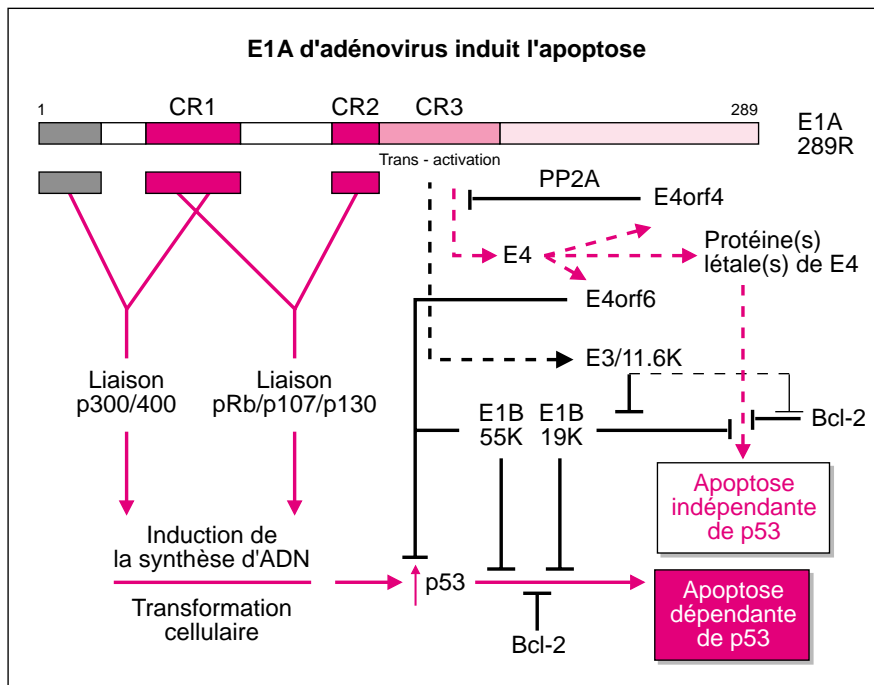 E1A d'adénovirus induit l'apoptose
1
CR1
CR2
CR3
289
E1A
289R
Trans - activation
PP2A
E4orf4
E4
Protéine(s)
létale(s) de E4
E4orf6
E3/11.6K
Liaison
p300/400
Liaison
pRb/p107/p130
E1B
55K
E1B
19K
Bcl-2
Apoptose
indépendante
de p53
Induction de
la synthèse d'ADN
Transformation
cellulaire
p53
Bcl-2
Apoptose
dépendante
de p53